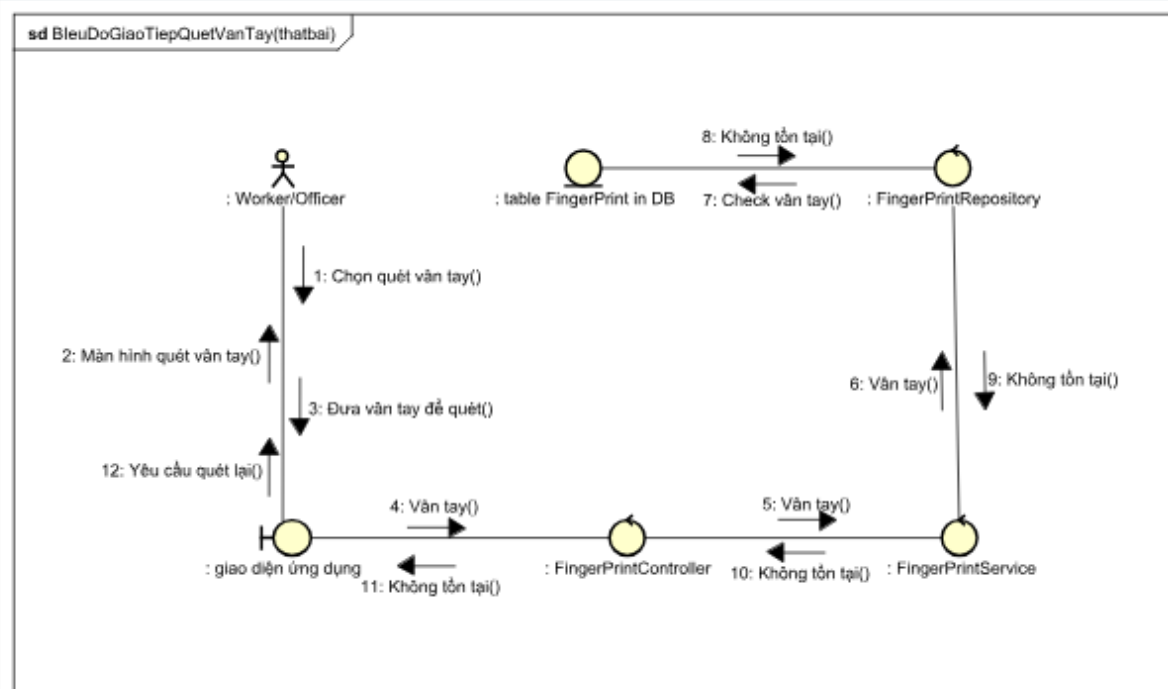 sd BleuDoGiaoTiepQuetVanTay(thatbai)
8: Không tồn tại()
: Worker/Officer
: table FingerPrint in DB
7: Check vân tay()
: FingerPrintRepository
1: Chọn quét vân tay()
2: Màn hình quét vân tay()
6: Vân tay()
9: Không tồn tại()
3: Đưa vân tay để quét()
12: Yêu cầu quét lại()
4: Vân tay()
5: Vân tay()
: giao diện ứng dụng
: FingerPrintController
10: Không tồn tại()
: FingerPrintService
11: Không tồn tại()